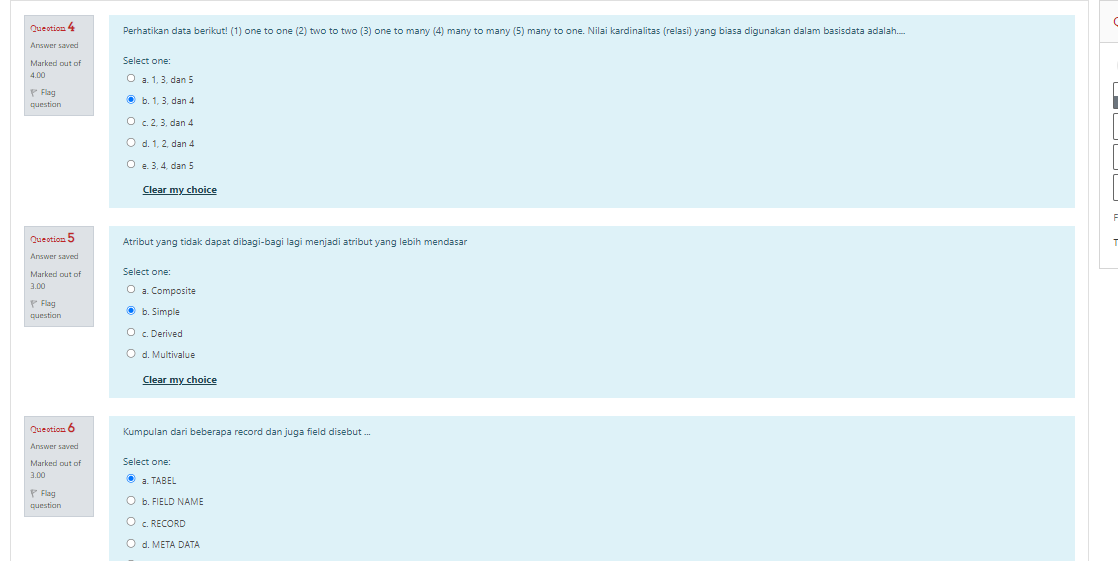 Question 4
Answer saved
Marked out of
4.00
Flag
question
Perhatikan data berikut! (1) one to one (2) two to two (3) one to many (4) many to many (5) many to one. Nilai kardinalitas (relasi) yang biasa digunakan dalam basisdata adalah....
Select one:
a. 1, 3, dan 5
b. 1, 3, dan 4
c. 2, 3, dan 4
d. 1, 2, dan 4
e. 3, 4, dan 5
Clear my choice
Question 5
Answer saved
Marked out of
3.00
Flag
question
Atribut yang tidak dapat dibagi-bagi lagi menjadi atribut yang lebih mendasar
Select one:
a. Composite
b. Simple
c. Derived
d. Multivalue
Clear my choice
Question 6
Answer saved
Marked out of
3.00
Flag
question
Kumpulan dari beberapa record dan juga field disebut ...
Select one:
a. TABEL
b. FIELD NAME
c. RECORD
d. META DATA